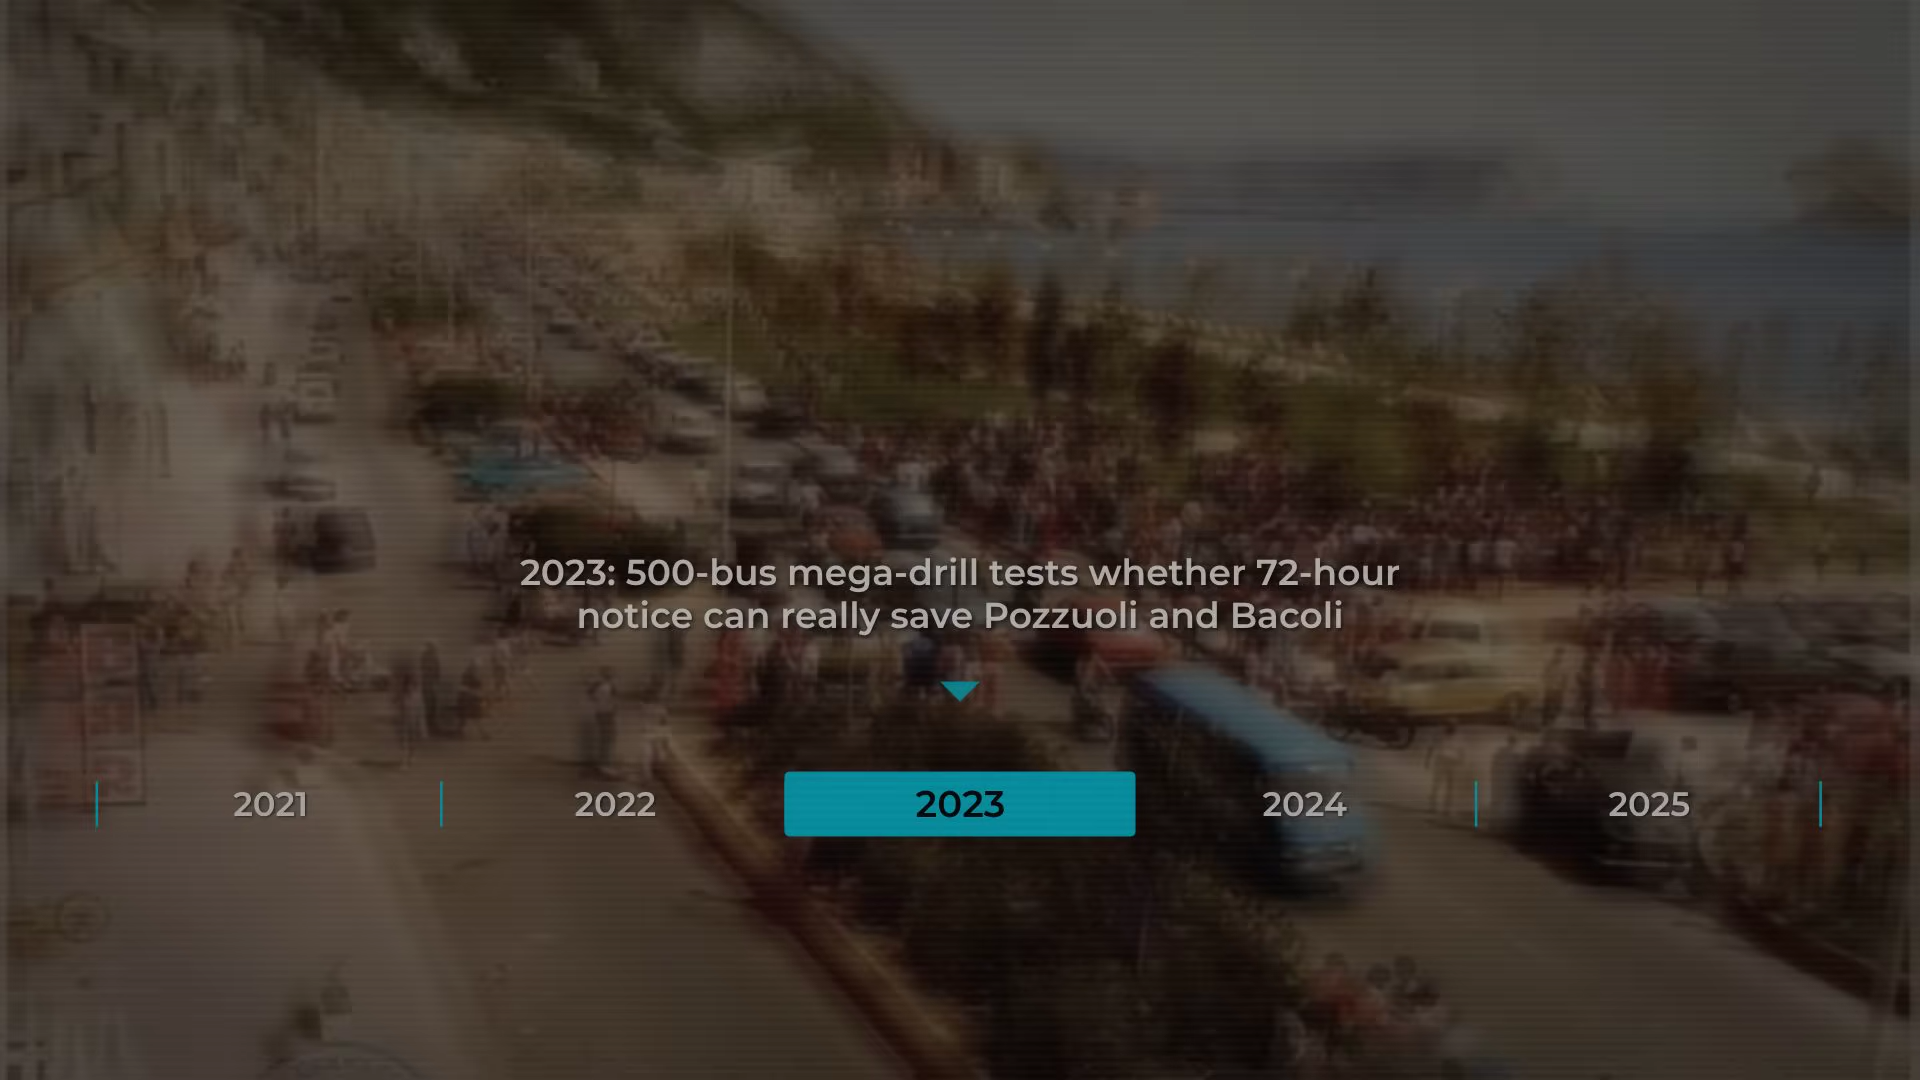 2023: 500-bus mega-drill tests whether 72-hour
notice can really save Pozzuoli and Bacoli
2021
2022
2023
2024
2025